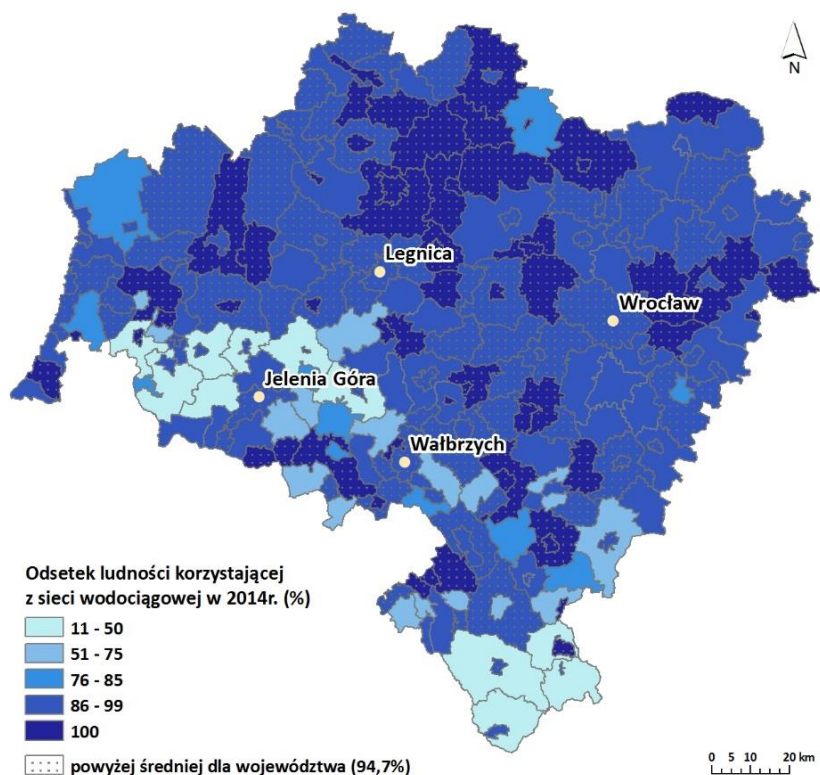 N
Legnica
Wrocław
Jelenia Góra
Wałbrzych
Odsetek ludności korzystającej
z sieci wodociągowej w 2014r. (%)
11 - 50
51 - 75
76 - 85
86 - 99
100
powyżej średniej dla województwa (94,7%)
0 5 10 20 km